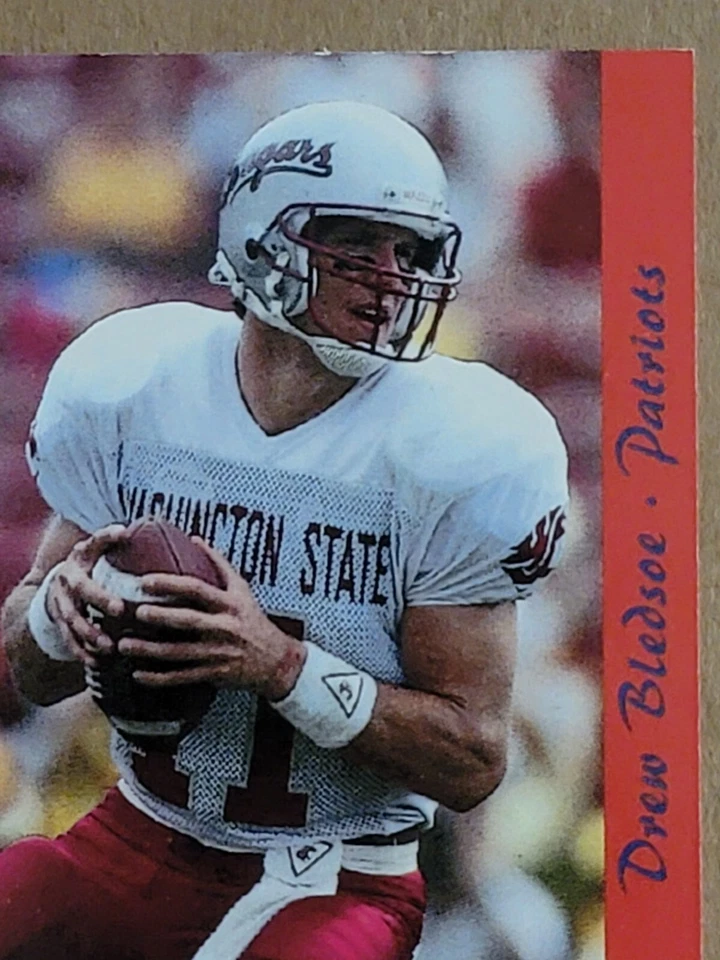 Cougars
WASHINGTON STATE
11
Drew Bledsoe · Patriots